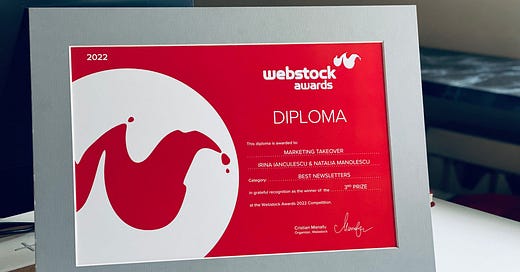 2022
webstock
awards
DIPLOMA
This diploma is awarded to:
MARKETING TAKEOVER
IRINA IANCULESCU & NATALIA MANOLESCU
Category: BEST NEWSLETTERS
in grateful recognition as the winner of the 3RD PRIZE
at the Webstock Awards 2022 Competition.
Cristian Manafu
Organizer, Webstock